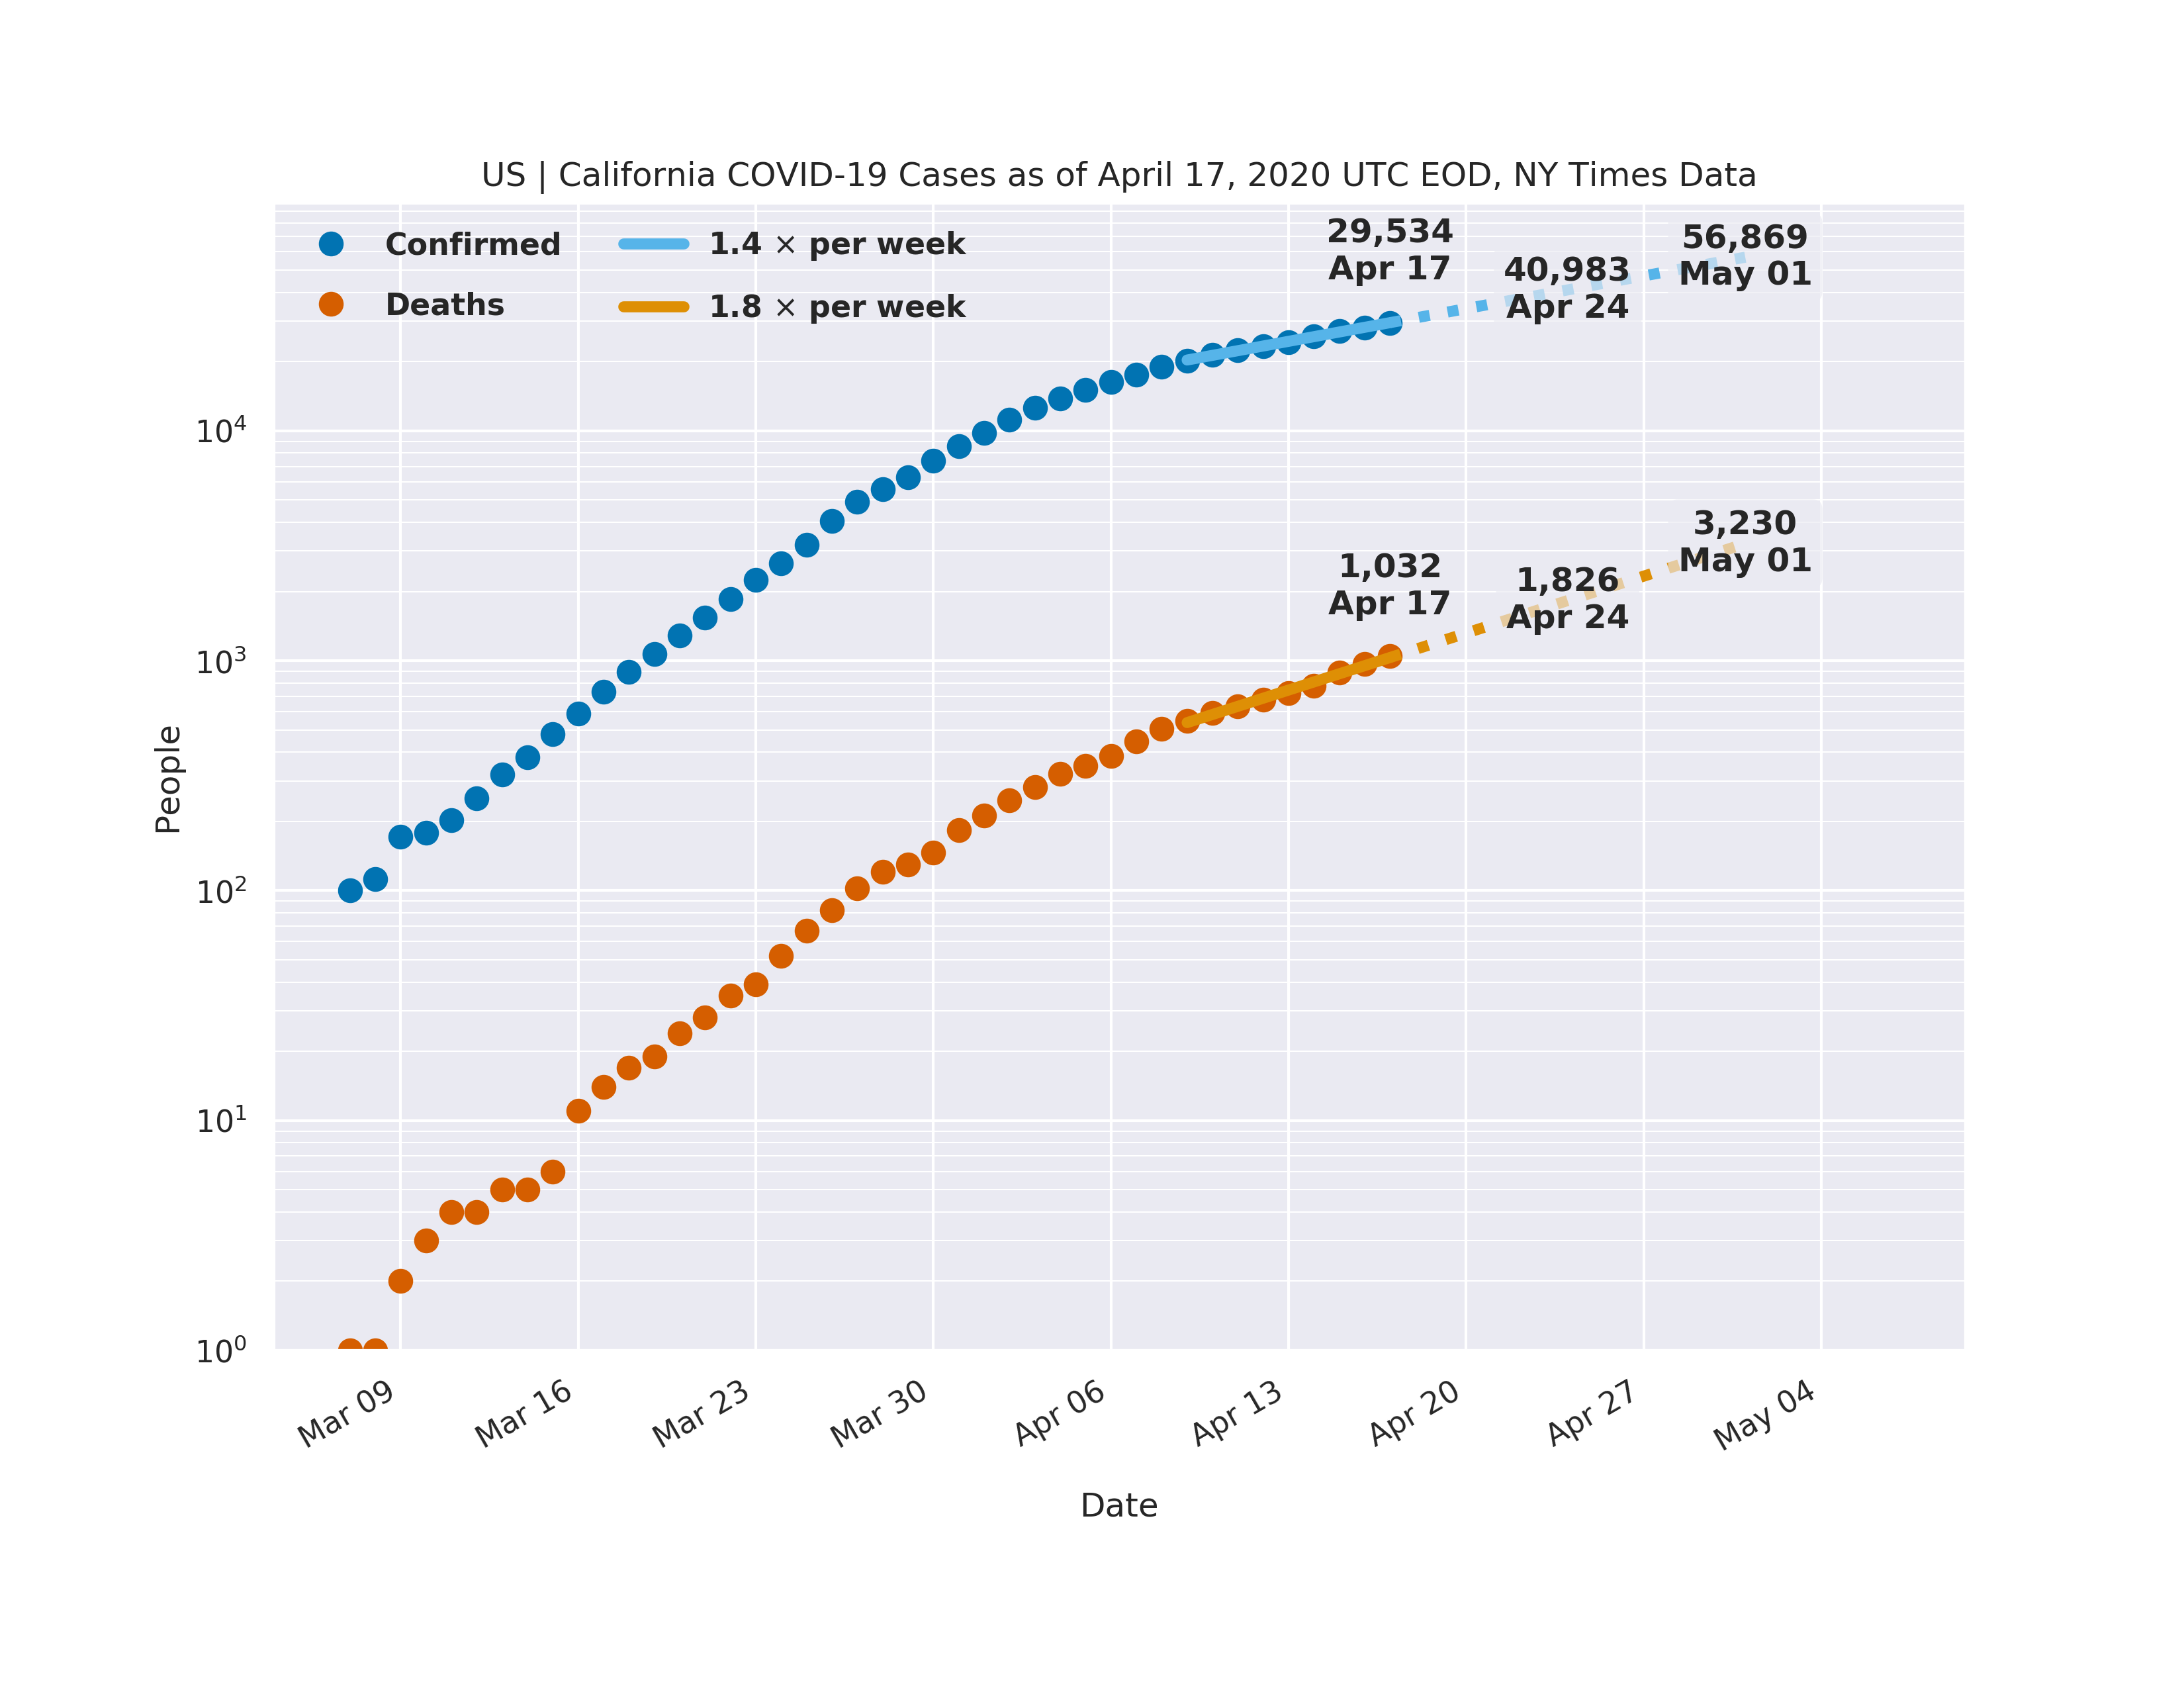 US | California COVID-19 Cases as of April 17, 2020 UTC EOD, NY Times Data
Confirmed
Deaths
1.4 × per week
1.8 × per week
29,534
Apr 17
40,983
Apr 24
56,869
May 01
1,032
Apr 17
1,826
Apr 24
3,230
May 01
People
10⁴
10³
10²
10¹
10⁰
Mar 09
Mar 16
Mar 23
Mar 30
Apr 06
Apr 13
Apr 20
Apr 27
May 04
Date